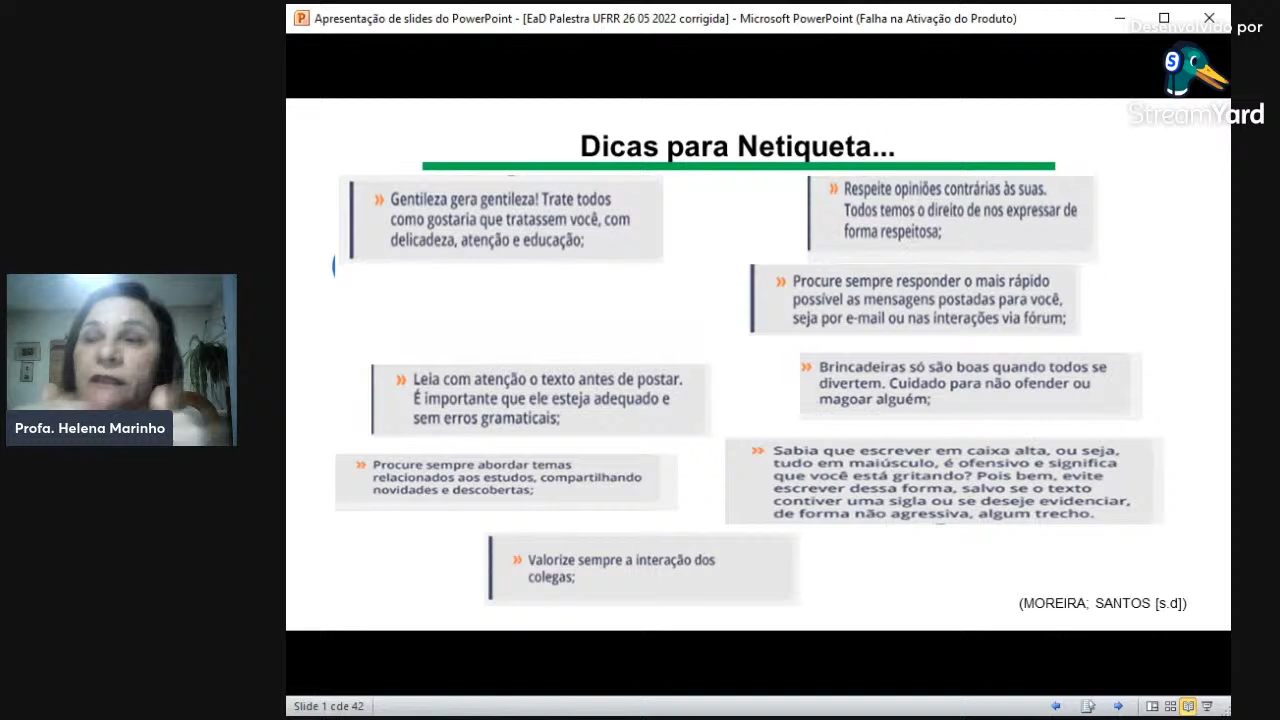 Apresentação de slides do PowerPoint - [EaD Palestra UFRR 26 05 2022 corrigida] - Microsoft PowerPoint (Falha na Ativação do Produto)
Desenvolvido por
StreamYard
Dicas para Netiqueta...
» Gentileza gera gentileza! Trate todos
como gostaria que tratassem você, com
delicadeza, atenção e educação;
» Respeite opiniões contrárias às suas.
Todos temos o direito de nos expressar de
forma respeitosa;
» Procure sempre responder o mais rápido
possível as mensagens postadas para você,
seja por e-mail ou nas interações via fórum;
» Leia com atenção o texto antes de postar.
É importante que ele esteja adequado e
sem erros gramaticais;
» Brincadeiras só são boas quando todos se
divertem. Cuidado para não ofender ou
magoar alguém;
» Procure sempre abordar temas
relacionados aos estudos, compartilhando
novidades e descobertas;
» Sabia que escrever em caixa alta, ou seja,
tudo em maiúsculo, é ofensivo e significa
que você está gritando? Pois bem, evite
escrever dessa forma, salvo se o texto
contiver uma sigla ou se deseje evidenciar,
de forma não agressiva, algum trecho.
» Valorize sempre a interação dos
colegas;
(MOREIRA; SANTOS [s.d])
Profa. Helena Marinho
Slide 1 cde 42